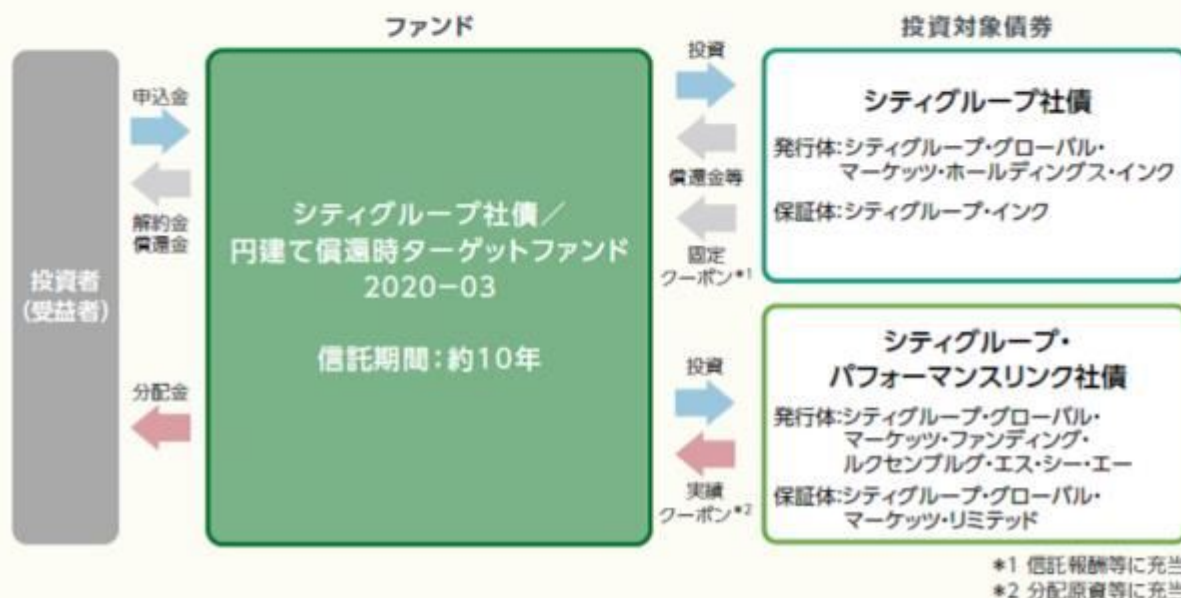 ファンド
投資対象債券
投資者
(受益者)
申込金
解約金
償還金
分配金
シティグループ社債／
円建て償還時ターゲットファンド
2020−03
信託期間：約10年
投資
償還金等
固定
クーポン*1
シティグループ社債
発行体：シティグループ・グローバル・
マーケッツ・ホールディングス・インク
保証体：シティグループ・インク
投資
実績
クーポン*2
シティグループ・
パフォーマンスリンク社債
発行体：シティグループ・グローバル・
マーケッツ・ファンディング・
ルクセンブルグ・エス・シー・エー
保証体：シティグループ・グローバル・
マーケッツ・リミテッド
*1 信託報酬等に充当
*2 分配原資等に充当